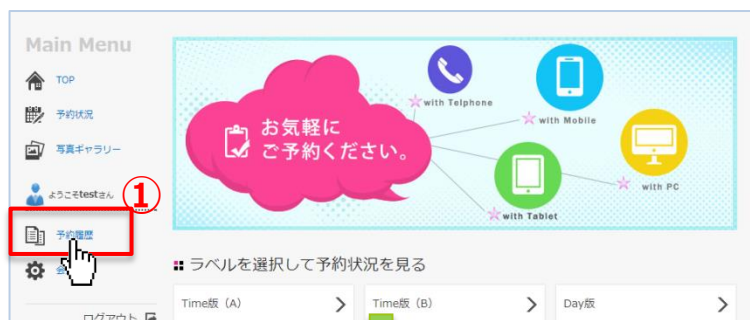 Main Menu
TOP
予約状況
写真ギャラリー
ようこそtestさん
①
予約履歴
会
ログアウト
お気軽に
ご予約ください。
with Telphone
with Mobile
with PC
with Tablet
ラベルを選択して予約状況を見る
Time版（A）
Time版（B）
Day版